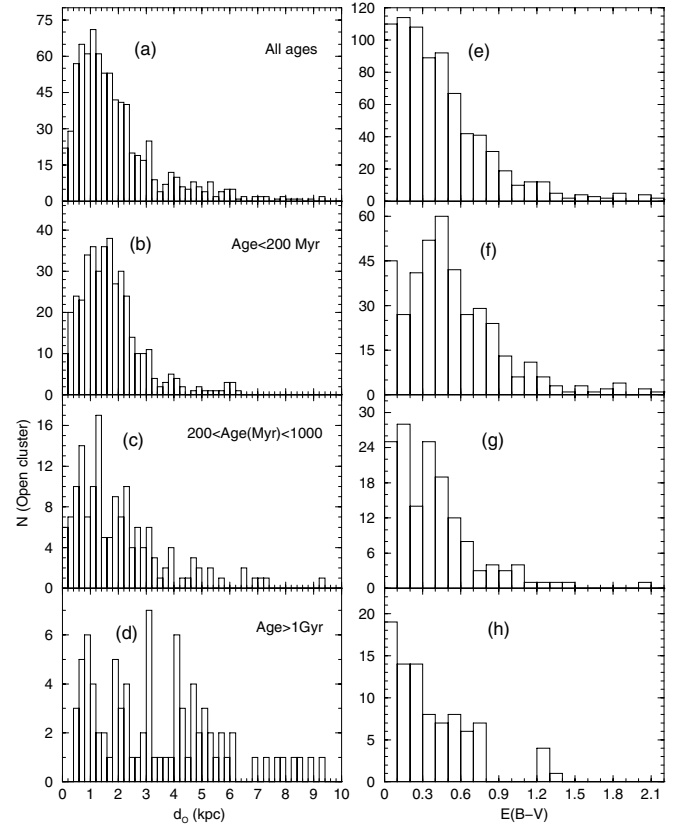 75
60
45
30
15
0
(a)
All ages
120
100
80
60
40
20
0
(e)
40
30
20
10
0
(b)
Age<200 Myr
60
45
30
15
0
(f)
16
12
8
4
0
(c)
200<Age(Myr)<1000
30
24
18
12
6
0
(g)
6
4
2
0
(d)
Age>1Gyr
20
15
10
5
0
(h)
N (Open cluster)
0 1 2 3 4 5 6 7 8 9 10
d₀ (kpc)
0 0.3 0.6 0.9 1.2 1.5 1.8 2.1
E(B−V)